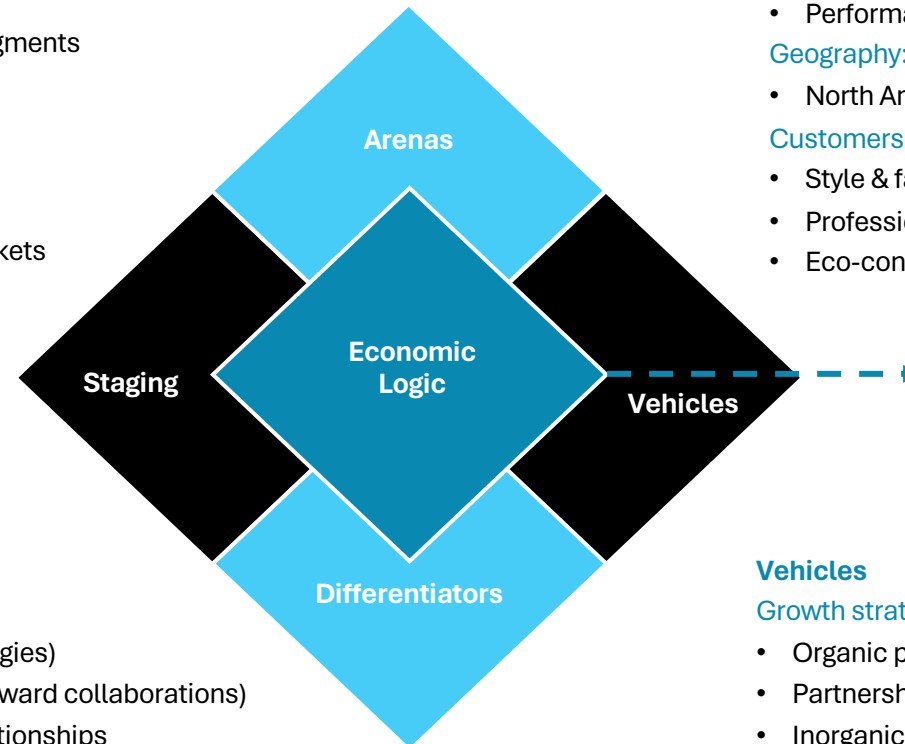 gments
kets
gies)
ward collaborations)
tionships
Arenas
Staging
Economic
Logic
Vehicles
Differentiators
• Performa
Geography:
• North Am
Customers
• Style & fa
• Professio
• Eco-con
Vehicles
Growth strat
• Organic p
• Partnersh
• Inorganic